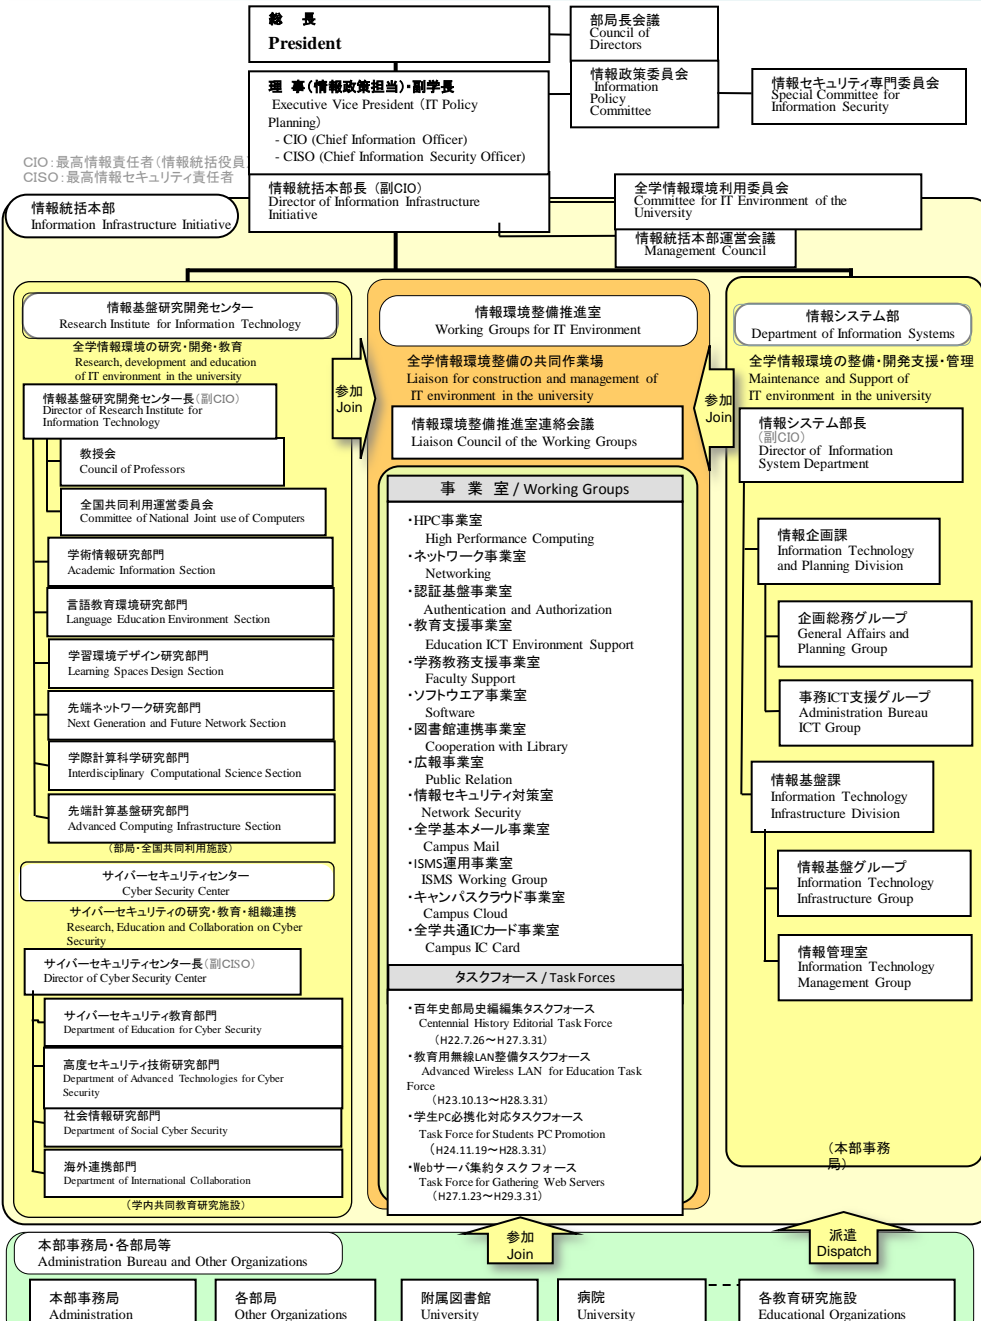 総 長
President
部局長会議
Council of
Directors
理 事(情報政策担当)・副学長
Executive Vice President (IT Policy
Planning)
- CIO (Chief Information Officer)
- CISO (Chief Information Security Officer)
情報政策委員会
Information
Policy
Committee
情報セキュリティ専門委員会
Special Committee for
Information Security
CIO:最高情報責任者(情報統括役員
CISO:最高情報セキュリティ責任者
情報統括本部長 (副CIO)
Director of Information Infrastructure
Initiative
全学情報環境利用委員会
Committee for IT Environment of the
University
情報統括本部運営会議
Management Council
情報統括本部
Information Infrastructure Initiative
情報基盤研究開発センター
Research Institute for Information Technology
全学情報環境の研究・開発・教育
Research, development and education
of IT environment in the university
情報基盤研究開発センター長(副CIO)
Director of Research Institute for
Information Technology
教授会
Council of Professors
全国共同利用運営委員会
Committee of National Joint use of Computers
学術情報研究部門
Academic Information Section
言語教育環境研究部門
Language Education Environment Section
学習環境デザイン研究部門
Learning Spaces Design Section
先端ネットワーク研究部門
Next Generation and Future Network Section
学際計算科学研究部門
Interdisciplinary Computational Science Section
先端計算基盤研究部門
Advanced Computing Infrastructure Section
(部局・全国共同利用施設)
サイバーセキュリティセンター
Cyber Security Center
サイバーセキュリティの研究・教育・組織連携
Research, Education and Collaboration on Cyber
Security
サイバーセキュリティセンター長(副CISO)
Director of Cyber Security Center
サイバーセキュリティ教育部門
Department of Education for Cyber Security
高度セキュリティ技術研究部門
Department of Advanced Technologies for Cyber
Security
社会情報研究部門
Department of Social Cyber Security
海外連携部門
Department of International Collaboration
(学内共同教育研究施設)
参加
Join
情報環境整備推進室
Working Groups for IT Environment
全学情報環境整備の共同作業場
Liaison for construction and management of
IT environment in the university
情報環境整備推進室連絡会議
Liaison Council of the Working Groups
事 業 室 / Working Groups
・HPC事業室
High Performance Computing
・ネットワーク事業室
Networking
・認証基盤事業室
Authentication and Authorization
・教育支援事業室
Education ICT Environment Support
・学務教務支援事業室
Faculty Support
・ソフトウエア事業室
Software
・図書館連携事業室
Cooperation with Library
・広報事業室
Public Relation
・情報セキュリティ対策室
Network Security
・全学基本メール事業室
Campus Mail
・ISMS運用事業室
ISMS Working Group
・キャンパスクラウド事業室
Campus Cloud
・全学共通ICカード事業室
Campus IC Card
タスクフォース / Task Forces
・百年史部局史編編集タスクフォース
Centennial History Editorial Task Force
(H22.7.26~H27.3.31)
・教育用無線LAN整備タスクフォース
Advanced Wireless LAN for Education Task
Force
(H23.10.13~H28.3.31)
・学生PC必携化対応タスクフォース
Task Force for Students PC Promotion
(H24.11.19~H28.3.31)
・Webサーバ集約タスクフォース
Task Force for Gathering Web Servers
(H27.1.23~H29.3.31)
参加
Join
情報システム部
Department of Information Systems
全学情報環境の整備・開発支援・管理
Maintenance and Support of
IT environment in the university
情報システム部長
(副CIO)
Director of Information
System Department
情報企画課
Information Technology
and Planning Division
企画総務グループ
General Affairs and
Planning Group
事務ICT支援グループ
Administration Bureau
ICT Group
情報基盤課
Information Technology
Infrastructure Division
情報基盤グループ
Information Technology
Infrastructure Group
情報管理室
Information Technology
Management Group
(本部事務
局)
参加
Join
派遣
Dispatch
本部事務局・各部局等
Administration Bureau and Other Organizations
本部事務局
Administration
各部局
Other Organizations
附属図書館
University
病院
University
各教育研究施設
Educational Organizations